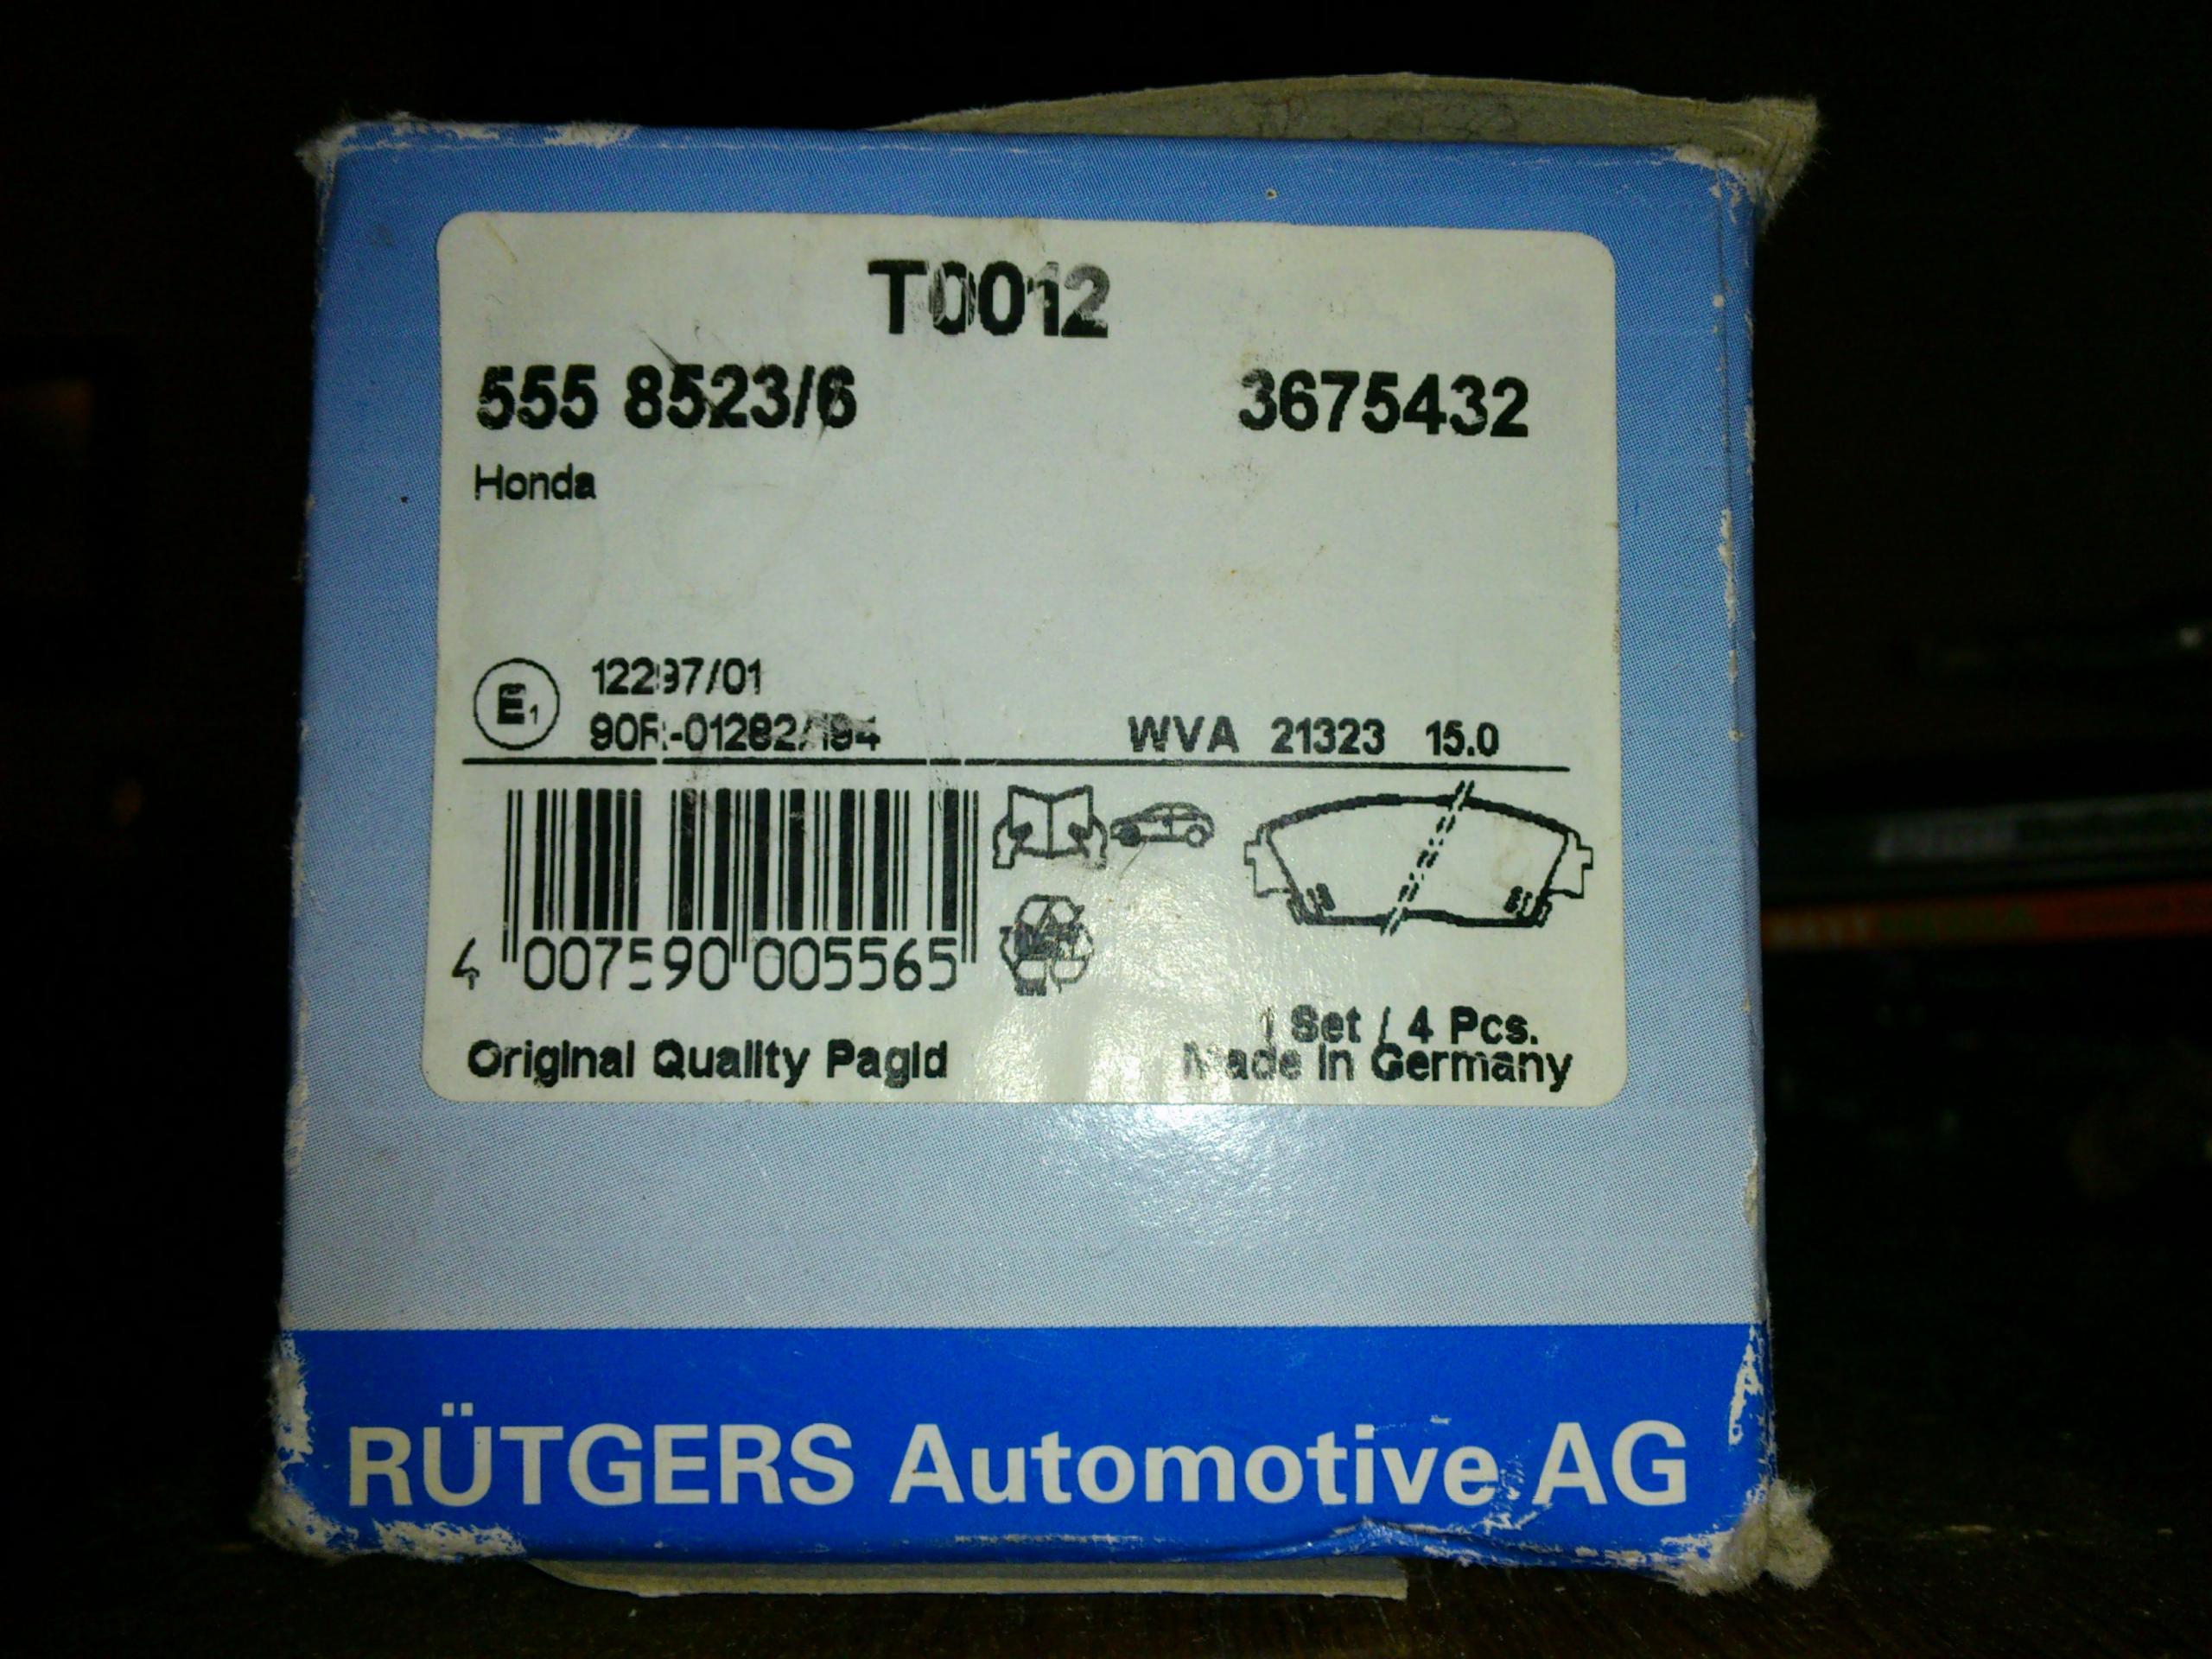 T0012
555 8523/6 3675432
Honda
E1 12297/01
90R-01282/194
WVA 21323 15.0
4 007590 005565
1 Set / 4 Pcs.
Original Quality Pagid Made in Germany
RÜTGERS Automotive AG